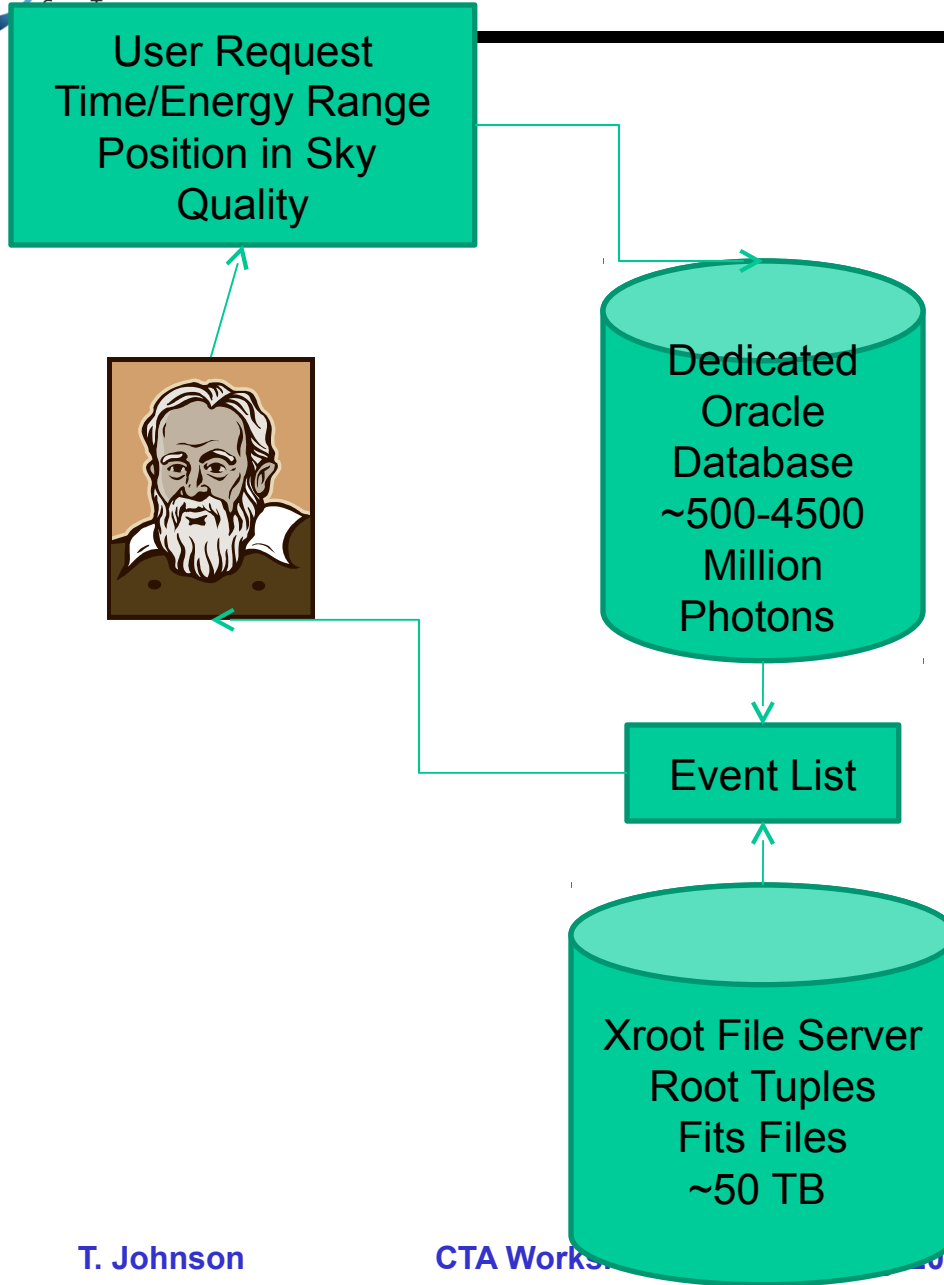 User Request
Time/Energy Range
Position in Sky
Quality
Dedicated
Oracle
Database
~500-4500
Million
Photons
Event List
Xroot File Server
Root Tuples
Fits Files
~50 TB
T. Johnson
CTA